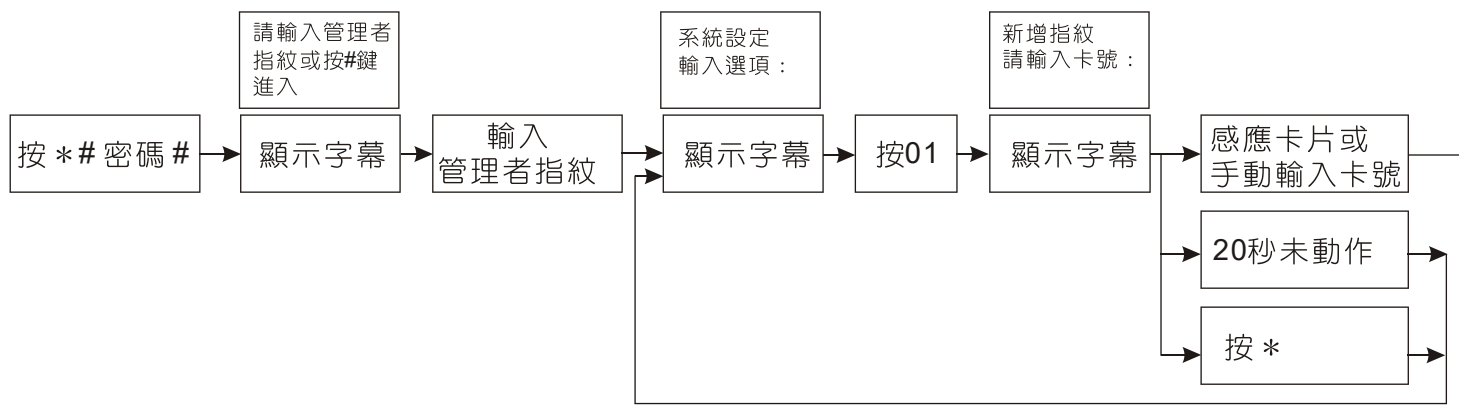 請輸入管理者
指紋或按#鍵
進入
系統設定
輸入選項：
新增指紋
請輸入卡號：
按＊# 密碼 #
顯示字幕
輸入
管理者指紋
顯示字幕
按01
顯示字幕
感應卡片或
手動輸入卡號
20秒未動作
按＊